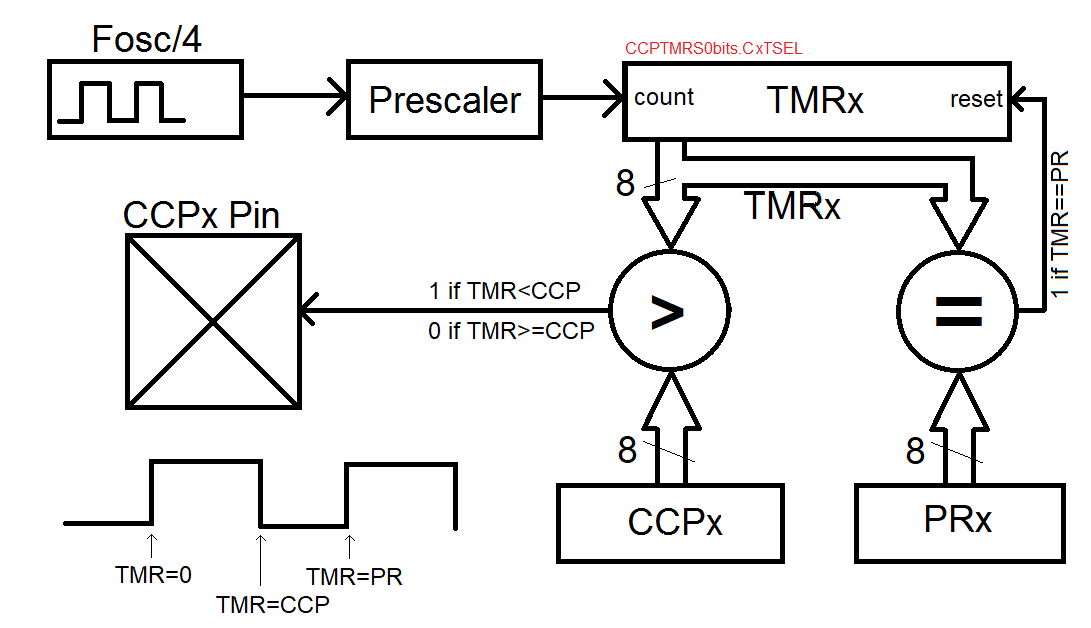 Fosc/4
Prescaler
CCPTMRS0bits.CxTSEL
count
TMRx
reset
8
TMRx
1 if TMR==PR
CCPx Pin
1 if TMR<CCP
0 if TMR>=CCP
>
=
8
8
CCPx
PRx
TMR=0
TMR=CCP
TMR=PR